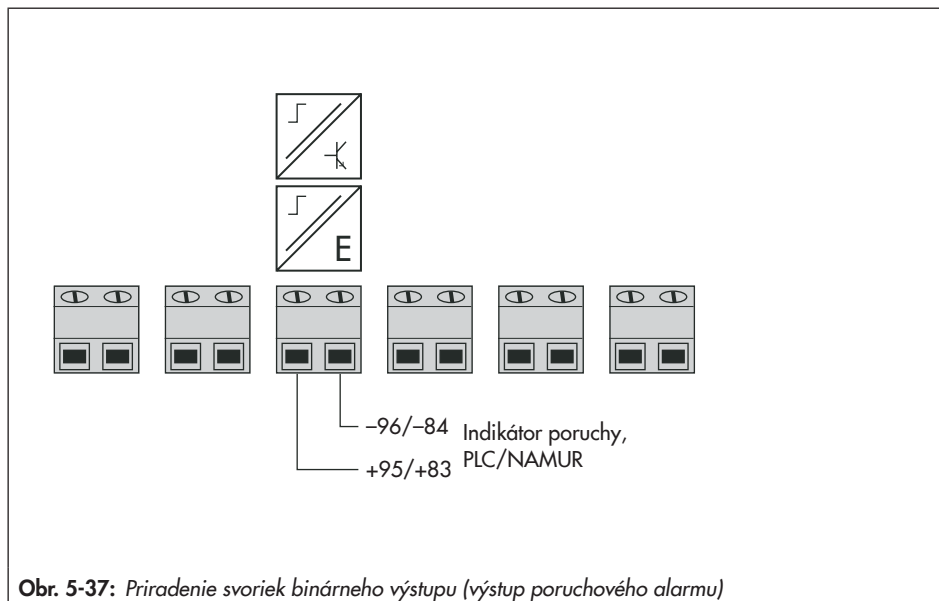 E
–96/–84 Indikátor poruchy,
+95/+83 PLC/NAMUR
Obr. 5-37: Priradenie svoriek binárneho výstupu (výstup poruchového alarmu)